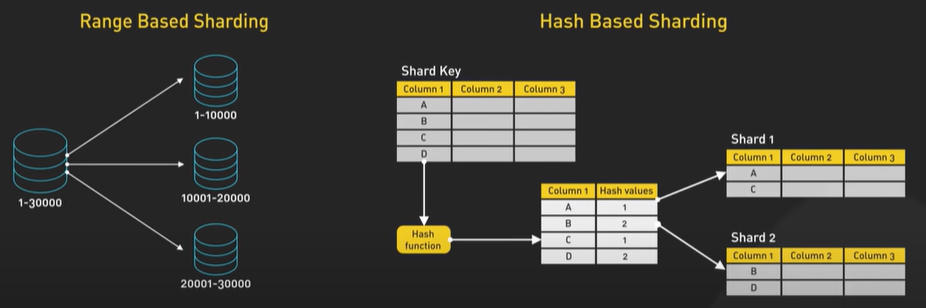 Range Based Sharding
1-30000
1-10000
10001-20000
20001-30000
Hash Based Sharding
Shard Key
Column 1 Column 2 Column 3
A
B
C
D
Hash
function
Column 1 Hash values
A 1
B 2
C 1
D 2
Shard 1
Column 1 Column 2 Column 3
A
C
Shard 2
Column 1 Column 2 Column 3
B
D